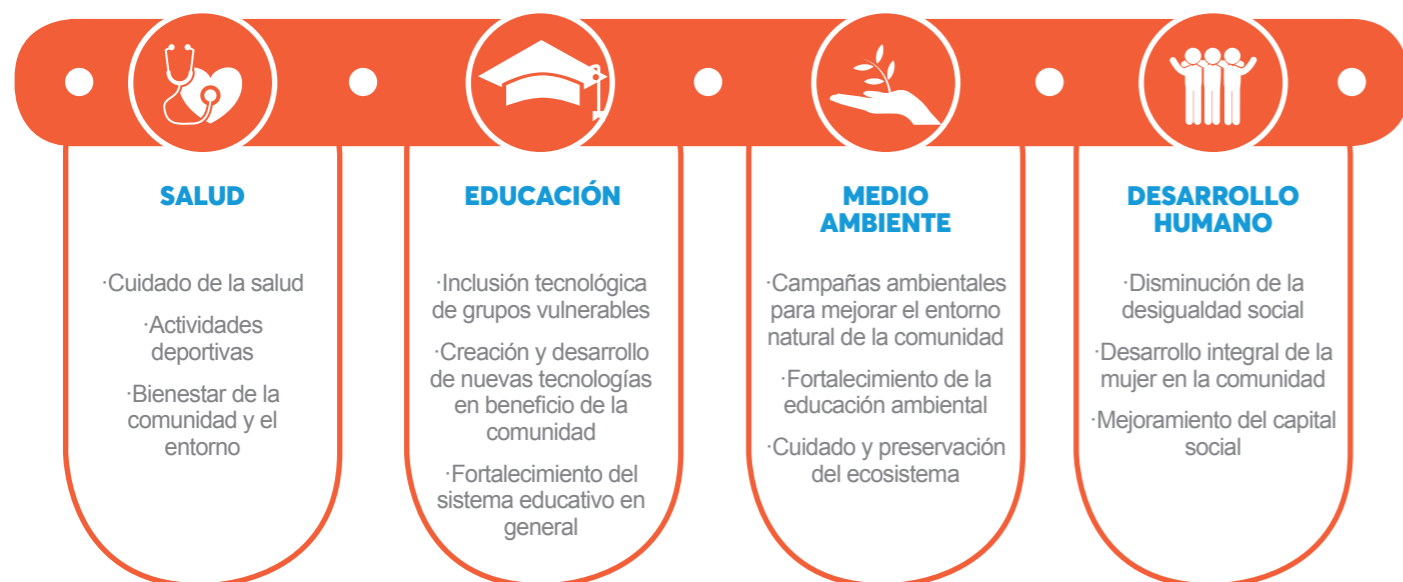 SALUD
·Cuidado de la salud
·Actividades
deportivas
·Bienestar de la
comunidad y el
entorno
EDUCACIÓN
·Inclusión tecnológica
de grupos vulnerables
·Creación y desarrollo
de nuevas tecnologías
en beneficio de la
comunidad
·Fortalecimiento del
sistema educativo en
general
MEDIO
AMBIENTE
·Campañas ambientales
para mejorar el entorno
natural de la comunidad
·Fortalecimiento de la
educación ambiental
·Cuidado y preservación
del ecosistema
DESARROLLO
HUMANO
·Disminución de la
desigualdad social
·Desarrollo integral de la
mujer en la comunidad
·Mejoramiento del capital
social